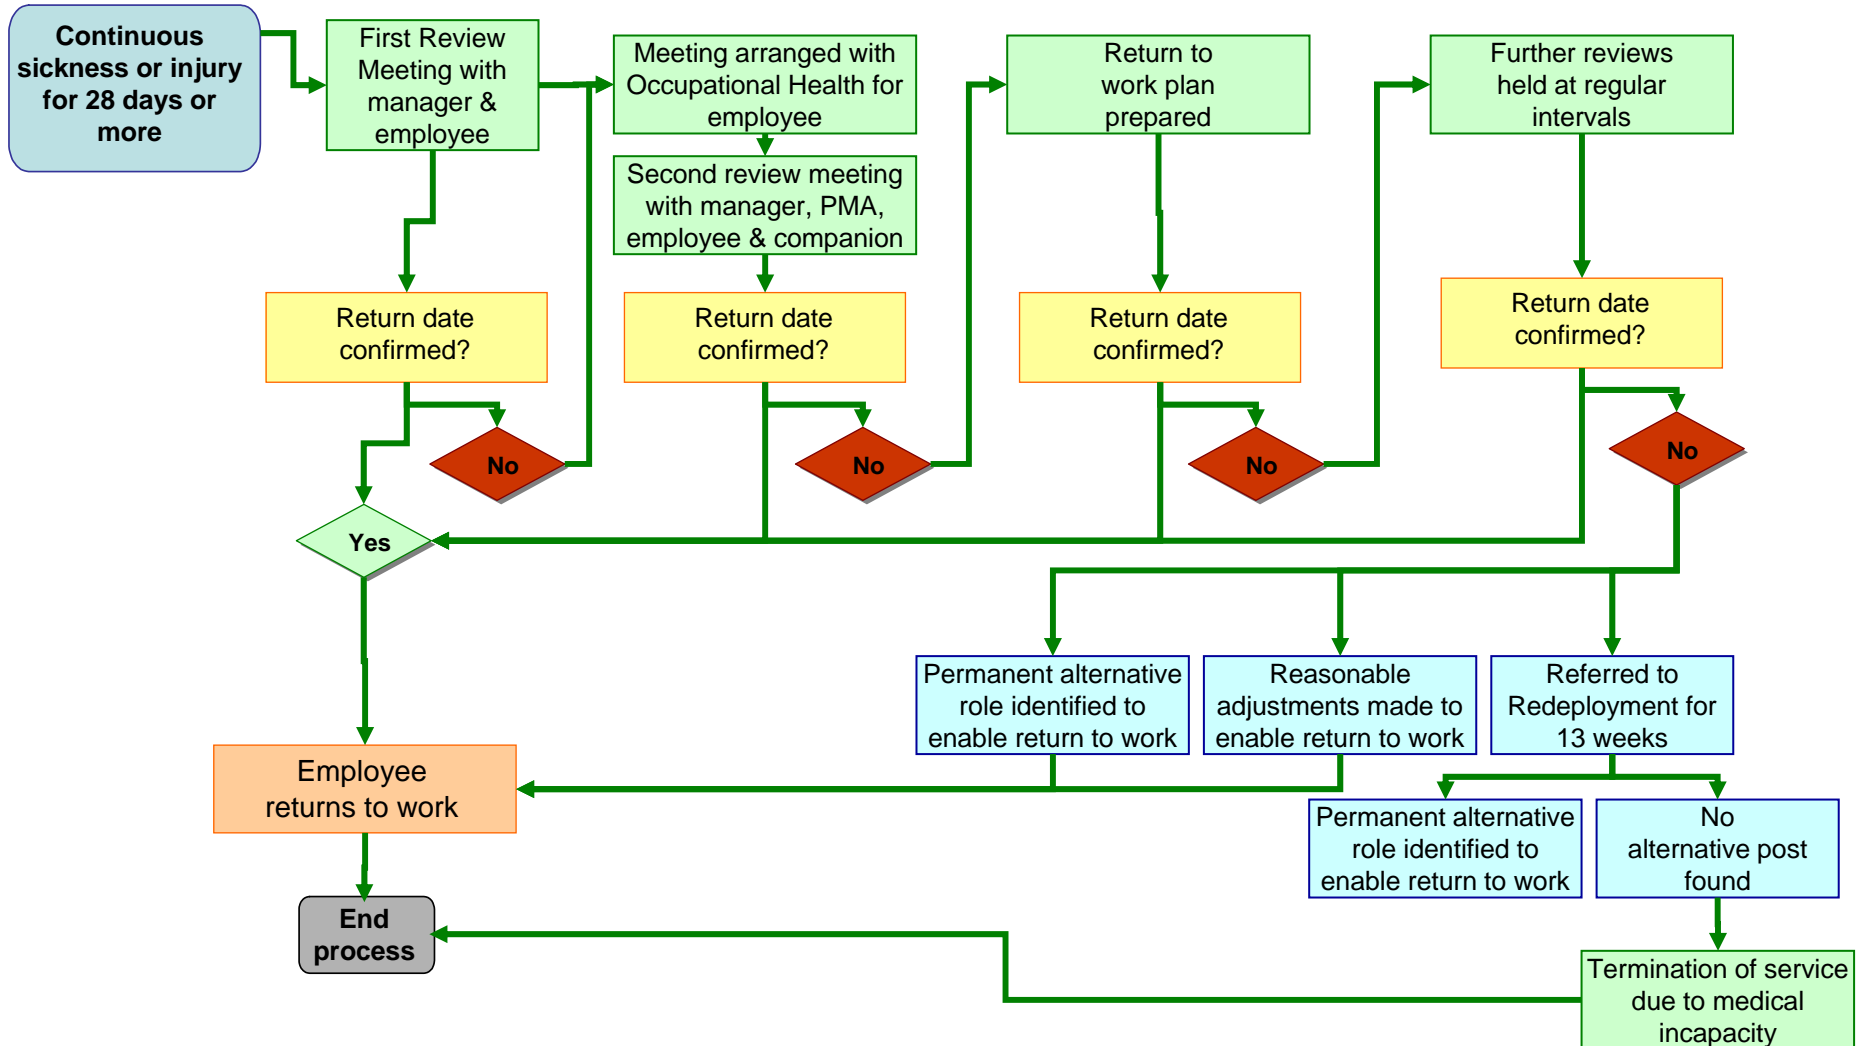 Continuous
sickness or injury
for 28 days or
more
First Review
Meeting with
manager &
employee
Meeting arranged with
Occupational Health for
employee
Second review meeting
with manager, PMA,
employee & companion
Return to
work plan
prepared
Further reviews
held at regular
intervals
Return date
confirmed?
Return date
confirmed?
Return date
confirmed?
Return date
confirmed?
No
No
No
No
Yes
Permanent alternative
role identified to
enable return to work
Reasonable
adjustments made to
enable return to work
Referred to
Redeployment for
13 weeks
Employee
returns to work
Permanent alternative
role identified to
enable return to work
No
alternative post
found
End
process
Termination of service
due to medical
incapacity